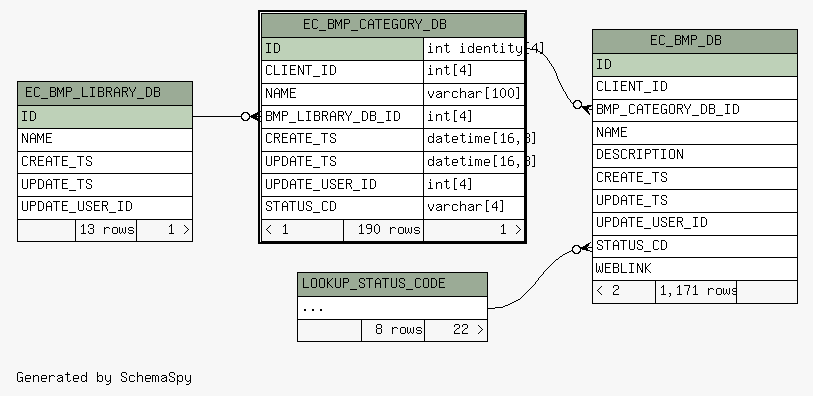 EC_BMP_LIBRARY_DB
ID
NAME
CREATE_TS
UPDATE_TS
UPDATE_USER_ID
13 rows 1 >
EC_BMP_CATEGORY_DB
ID int identity[4]
CLIENT_ID int[4]
NAME varchar[100]
BMP_LIBRARY_DB_ID int[4]
CREATE_TS datetime[16,3]
UPDATE_TS datetime[16,3]
UPDATE_USER_ID int[4]
STATUS_CD varchar[4]
< 1 190 rows 1 >
LOOKUP_STATUS_CODE
...
8 rows 22 >
EC_BMP_DB
ID
CLIENT_ID
BMP_CATEGORY_DB_ID
NAME
DESCRIPTION
CREATE_TS
UPDATE_TS
UPDATE_USER_ID
STATUS_CD
WEBLINK
< 2 1,171 rows
Generated by SchemaSpy